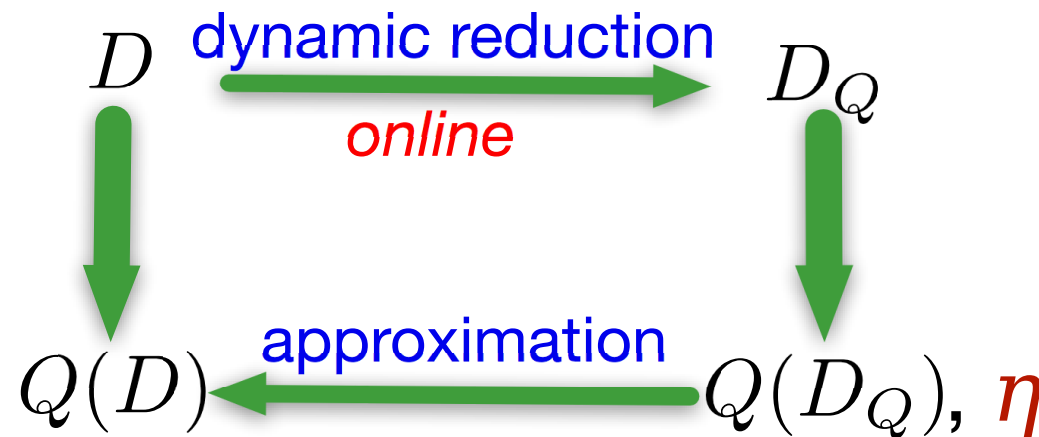 dynamic reduction
D
D_Q
online
approximation
Q(D)
Q(D_Q), η